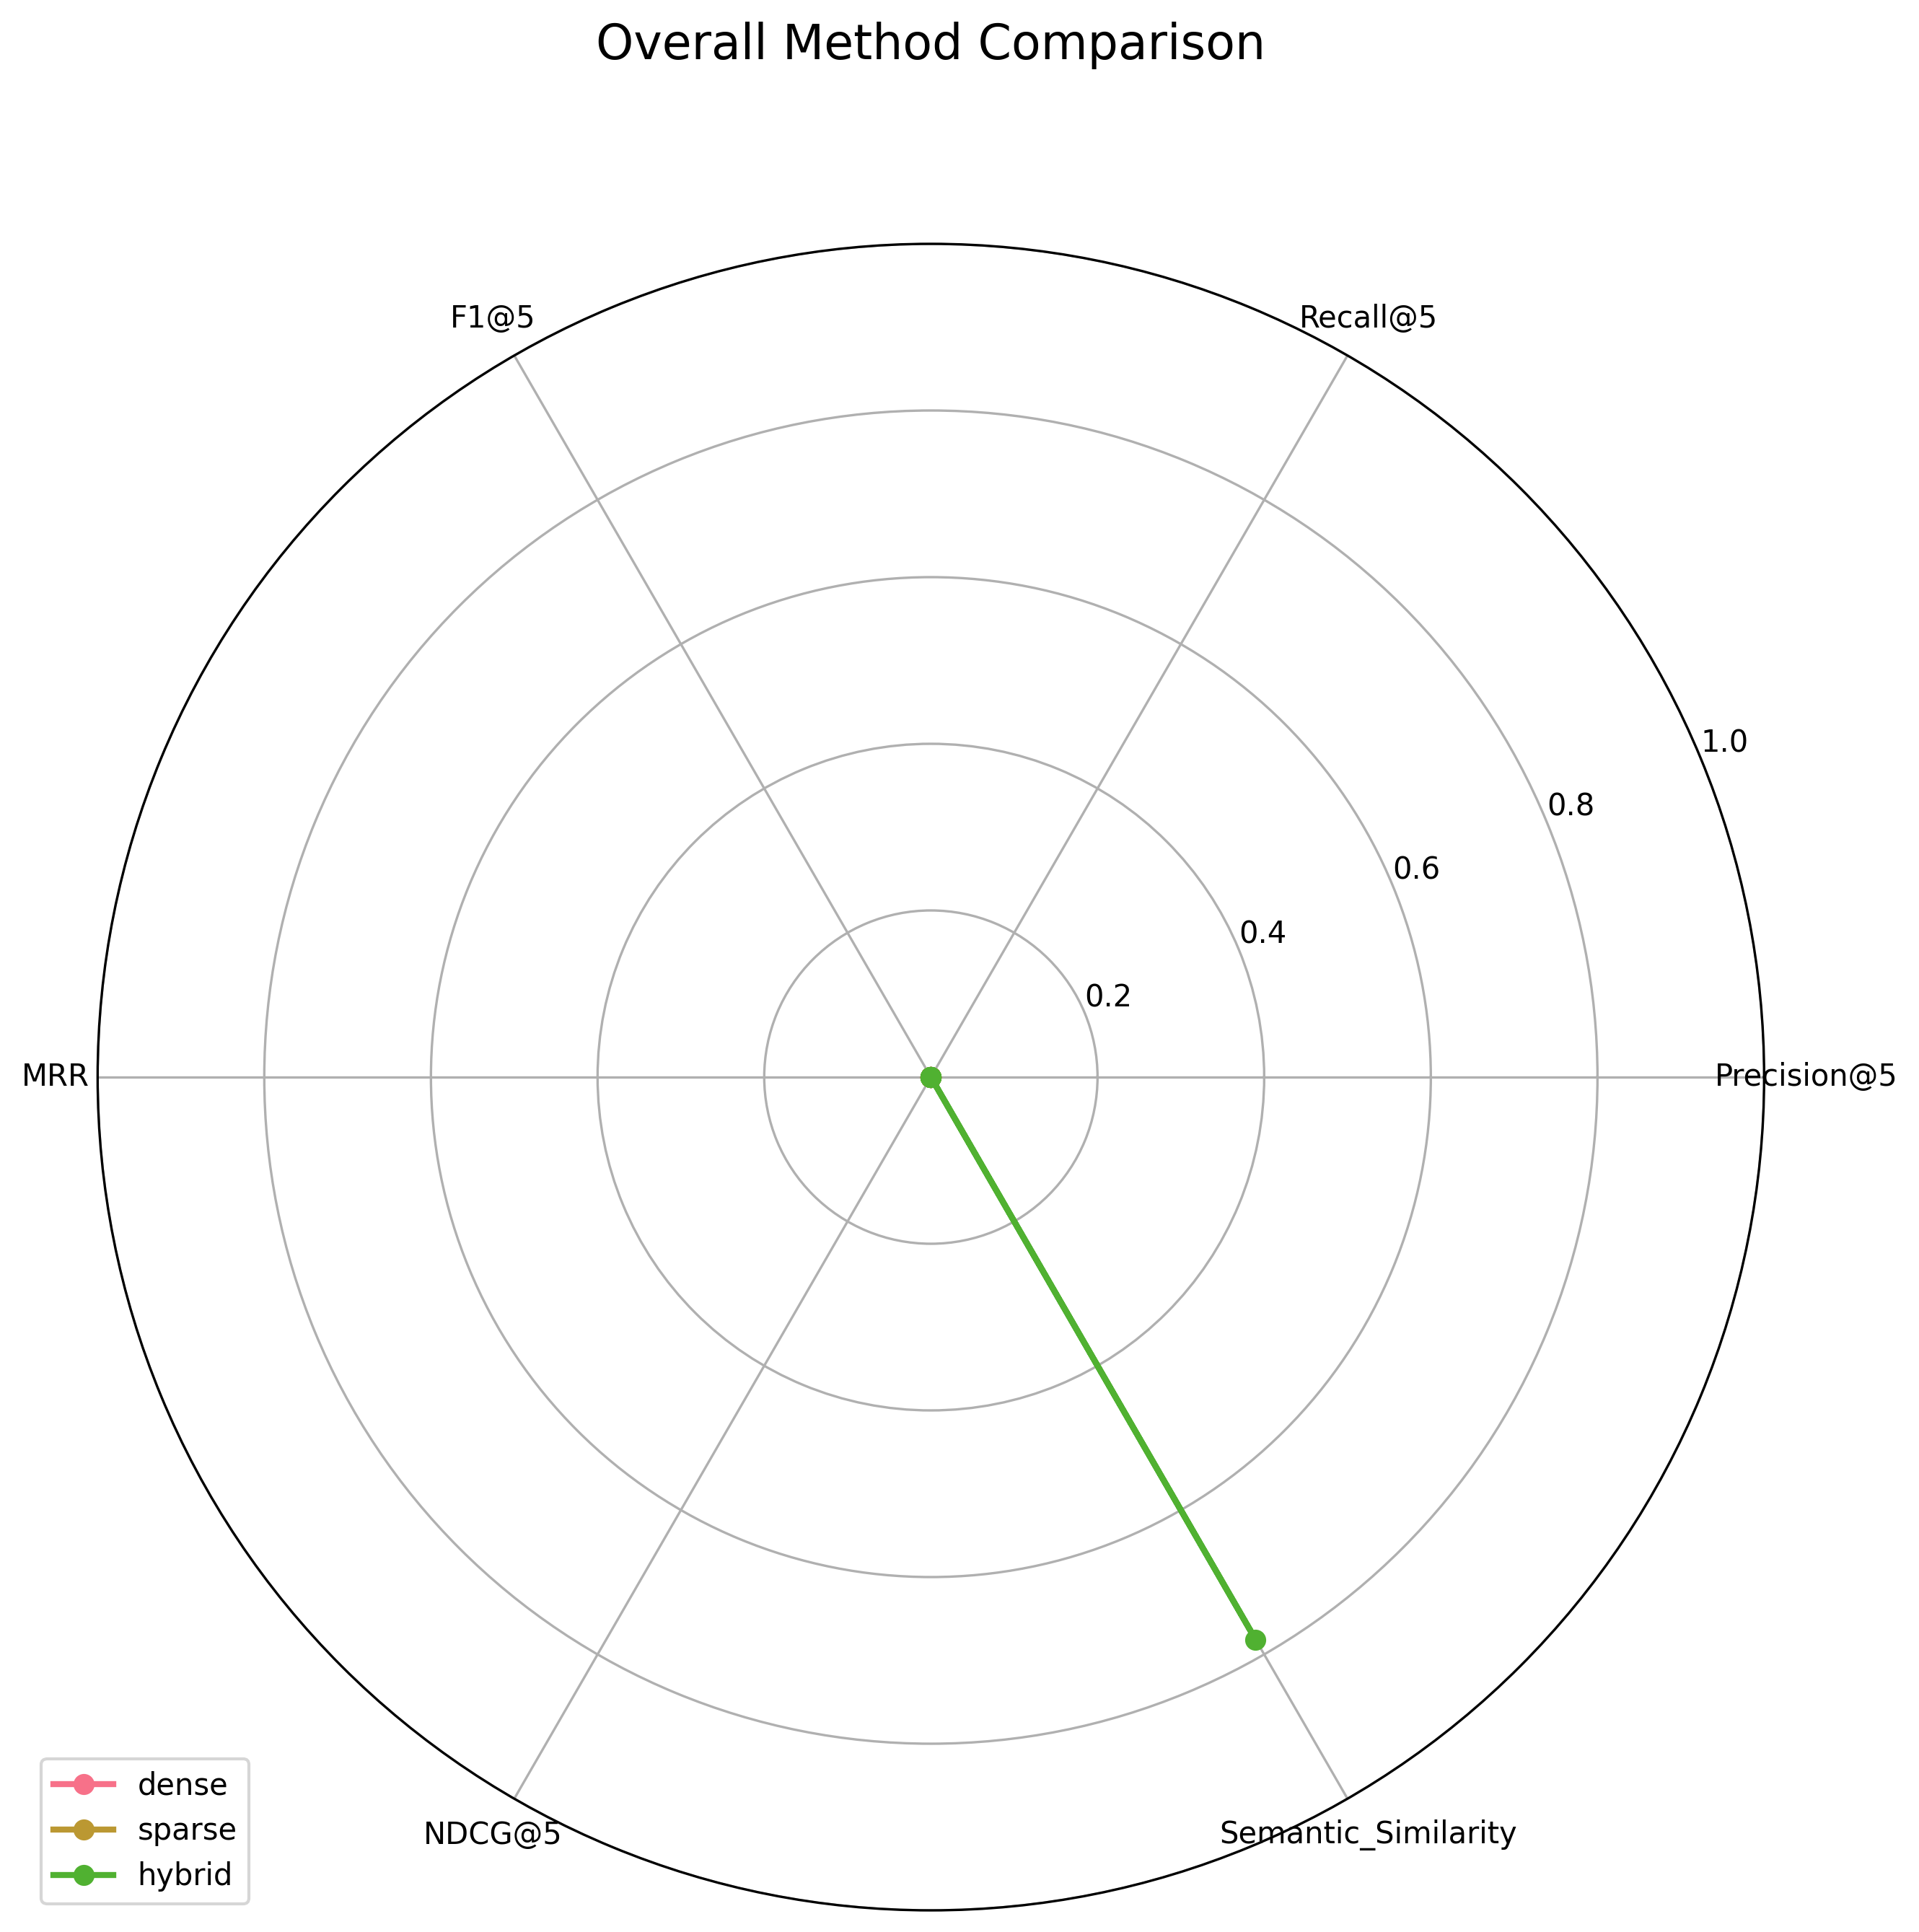 Overall Method Comparison
F1@5
Recall@5
1.0
0.8
0.6
0.4
0.2
MRR
Precision@5
NDCG@5
Semantic_Similarity
dense
sparse
hybrid